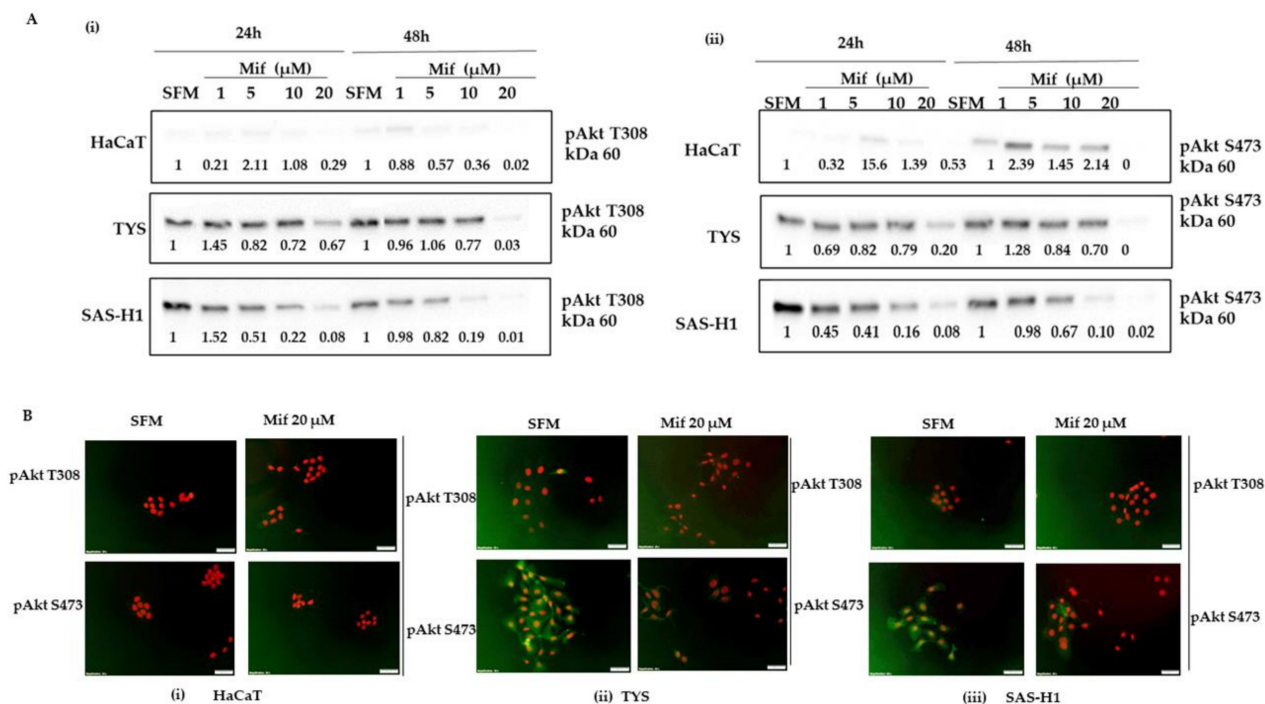 A
(i)
24h
48h
Mif (μM)
Mif (μM)
SFM 1 5 10 20 SFM 1 5 10 20
HaCaT
pAkt T308
kDa 60
1 0.21 2.11 1.08 0.29 1 0.88 0.57 0.36 0.02
TYS
pAkt T308
kDa 60
1 1.45 0.82 0.72 0.67 1 0.96 1.06 0.77 0.03
SAS-H1
pAkt T308
kDa 60
1 1.52 0.51 0.22 0.08 1 0.98 0.82 0.19 0.01
(ii)
24h
48h
Mif (μM)
Mif (μM)
SFM 1 5 10 20 SFM 1 5 10 20
HaCaT
pAkt S473
kDa 60
1 0.32 15.6 1.39 0.53 1 2.39 1.45 2.14 0
TYS
pAkt S473
kDa 60
1 0.69 0.82 0.79 0.20 1 1.28 0.84 0.70 0
SAS-H1
pAkt S473
kDa 60
1 0.45 0.41 0.16 0.08 1 0.98 0.67 0.10 0.02
B
SFM Mif 20 μM
pAkt T308
pAkt S473
(i) HaCaT
SFM Mif 20 μM
pAkt T308
pAkt S473
(ii) TYS
SFM Mif 20 μM
pAkt T308
pAkt S473
(iii) SAS-H1
pAkt T308
pAkt S473